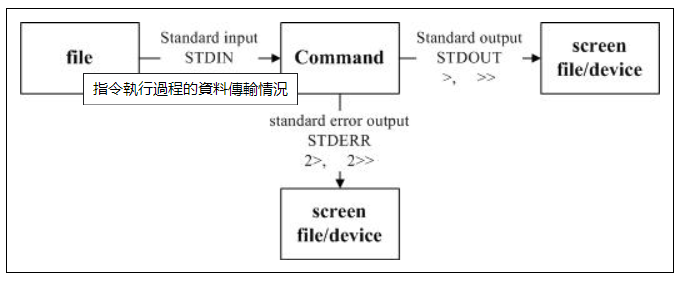 file
Standard input
STDIN
Command
Standard output
STDOUT
>, >>
screen
file/device
指令執行過程的資料傳輸情況
standard error output
STDERR
2>, 2>>
screen
file/device